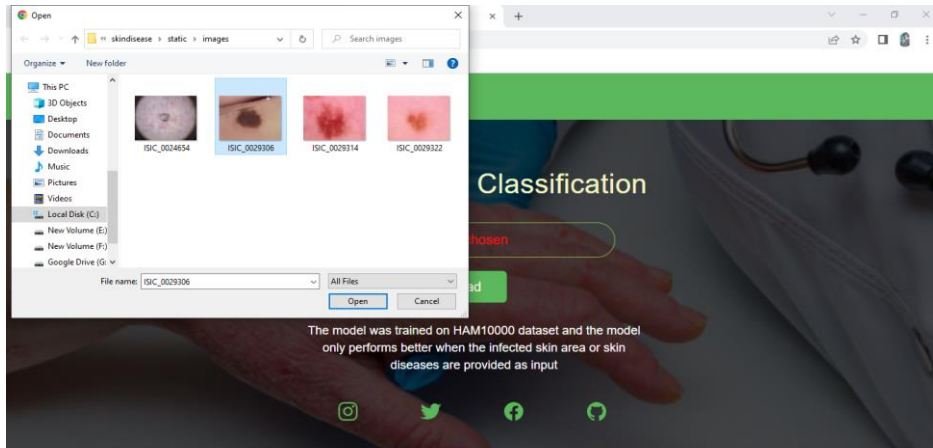 Open
skindisease › static › images
Search images
Organize
New folder
This PC
3D Objects
Desktop
Documents
Downloads
Music
Pictures
Videos
Local Disk (C:)
New Volume (E:)
New Volume (F:)
Google Drive (G:
ISIC_0024654
ISIC_0029306
ISIC_0029314
ISIC_0029322
File name:
ISIC_0029306
All Files
Open
Cancel
Classification
hosen
ad
The model was trained on HAM10000 dataset and the model
only performs better when the infected skin area or skin
diseases are provided as input